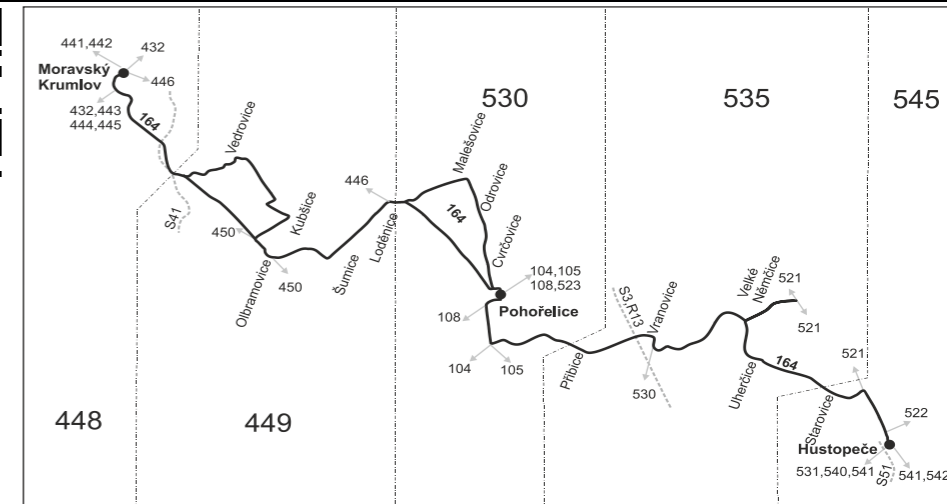 441,442
432
Moravský
Krumlov
446
432,443
444,445
164
S41
Vedrovice
Kubšice
450
450
Olbramovice
Šumice
Loděnice
446
530
Malešovice
Odrovice
164
Cvrčovice
104,105
108,523
Pohořelice
108
104
105
535
545
S3,R13
Vranovice
530
Přibice
Velké
Němčice
521
521
Uherčice
164
521
Starovice
522
Hustopeče
531,540,541
S51
541,542
448
449